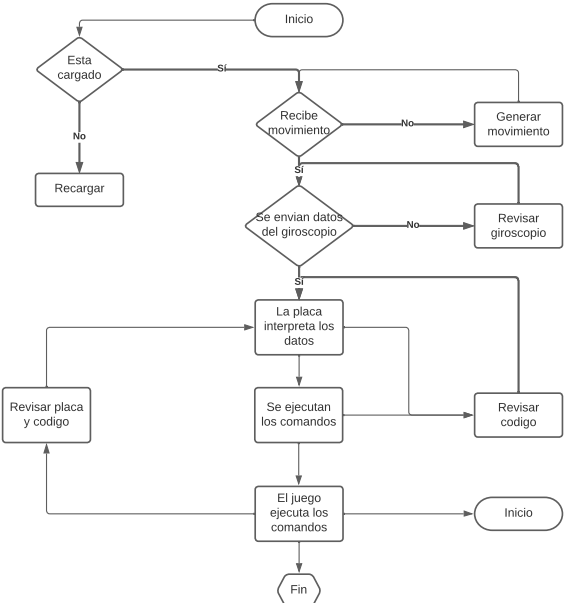 Inicio
Esta
cargado
Sí
Recibe
movimiento
No
Generar
movimiento
No
Recargar
Sí
Se envian datos
del giroscopio
No
Revisar
giroscopio
Sí
La placa
interpreta los
datos
Revisar placa
y codigo
Se ejecutan
los comandos
Revisar
codigo
El juego
ejecuta los
comandos
Inicio
Fin